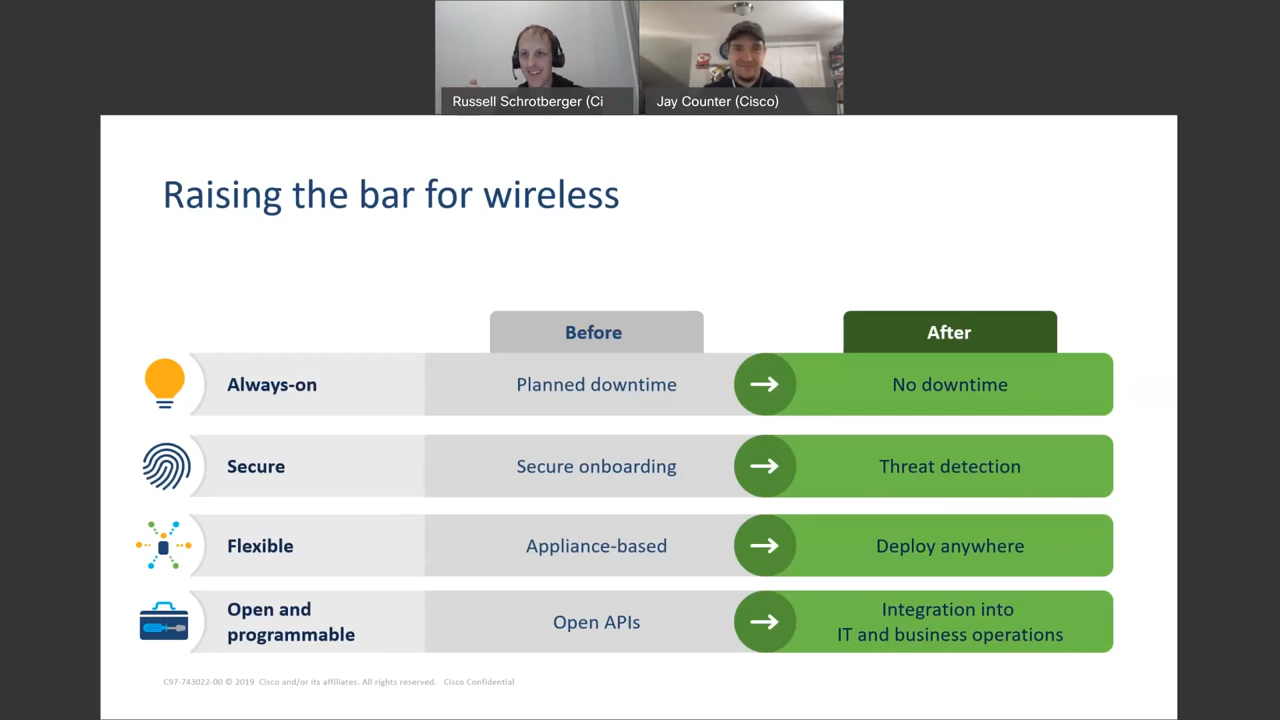 Russell Schrotberger (Ci
Jay Counter (Cisco)
Raising the bar for wireless
Before
After
Always-on
Planned downtime
No downtime
Secure
Secure onboarding
Threat detection
Flexible
Appliance-based
Deploy anywhere
Open and
programmable
Open APIs
Integration into
IT and business operations
C97-743022-00 © 2019 Cisco and/or its affiliates. All rights reserved. Cisco Confidential